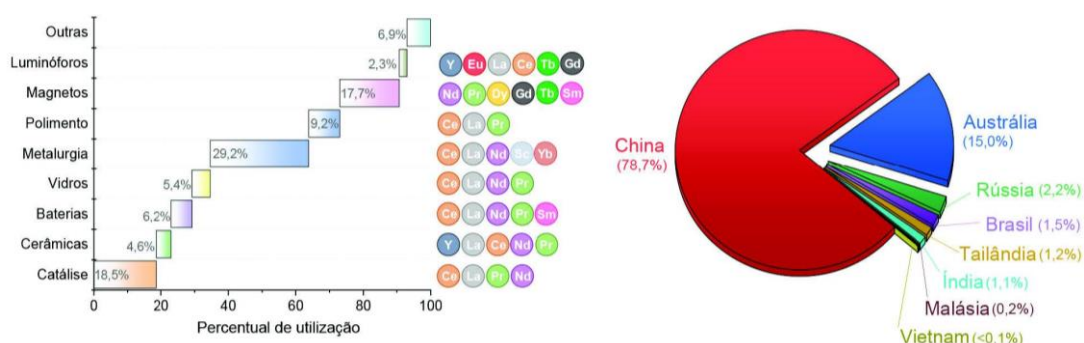 Outras
6,9%
Luminóforos
2,3%
Y Eu La Ce Tb Gd
Magnetos
17,7%
Nd Pr Dy Gd Tb Sm
Polimento
9,2%
Ce La Pr
Metalurgia
29,2%
Ce La Nd Sc Yb
Vidros
5,4%
Ce La Nd Pr
Baterias
6,2%
Ce La Nd Pr Sm
Cerâmicas
4,6%
Y La Ce Nd Pr
Catálise
18,5%
Ce La Pr Nd
0 20 40 60 80 100
Percentual de utilização
China
(78,7%)
Austrália
(15,0%)
Rússia (2,2%)
Brasil (1,5%)
Tailândia (1,2%)
Índia (1,1%)
Malásia (0,2%)
Vietnam (<0,1%)